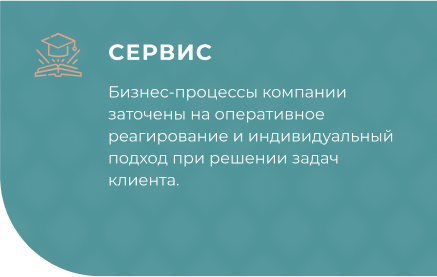 СЕРВИС
Бизнес-процессы компании
заточены на оперативное
реагирование и индивидуальный
подход при решении задач
клиента.